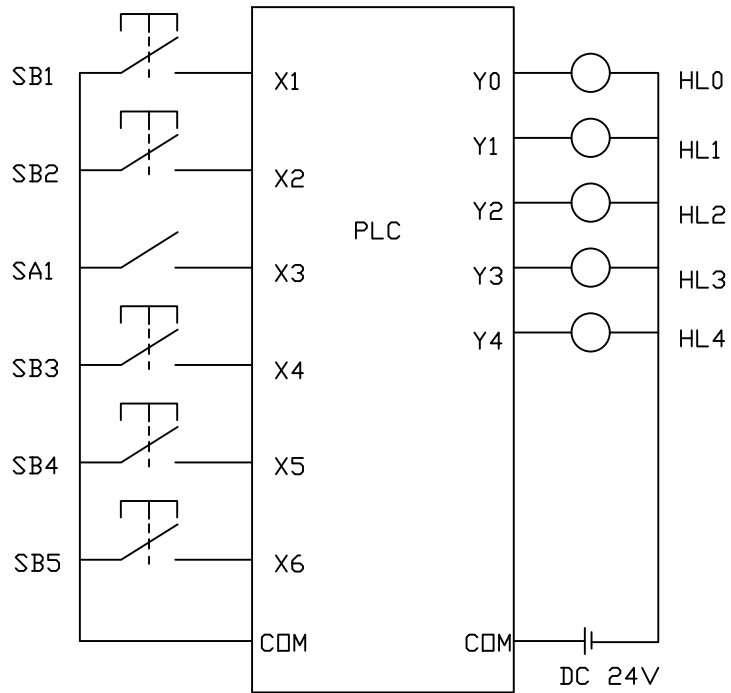 SB1 X1 Y0 HL0
Y1 HL1
SB2 X2
Y2 HL2
PLC
SA1 X3 Y3 HL3
Y4 HL4
SB3 X4
SB4 X5
SB5 X6
COM COM
DC 24V